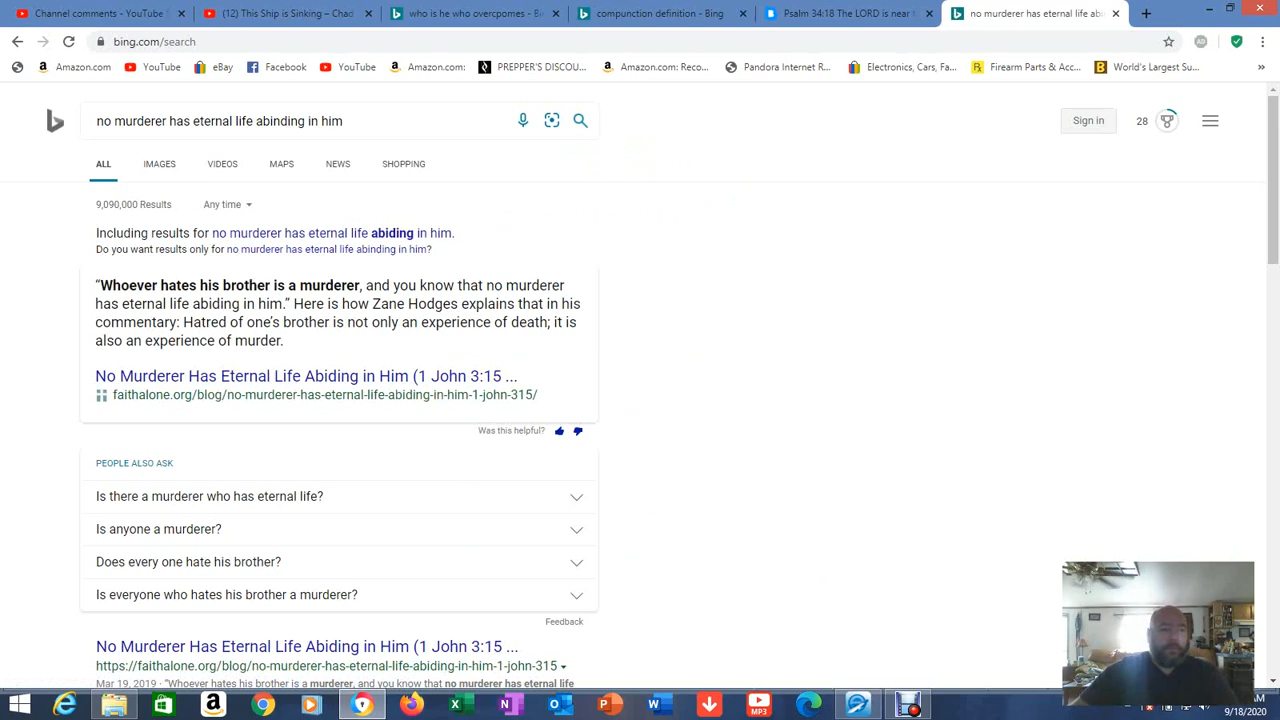 Channel comments - YouTube
(12) This Ship is Sinking – Chad
who is he who overcpomes - Bin
compunction definition - Bing
Psalm 34:18 The LORD is near t
no murderer has eternal life abi
bing.com/search
Amazon.com
YouTube
eBay
Facebook
YouTube
Amazon.com:
PREPPER'S DISCOU...
Amazon.com: Reco...
Pandora Internet R...
Electronics, Cars, Fa...
Firearm Parts & Acc...
World's Largest Su...
»
no murderer has eternal life abinding in him
Sign in
28
ALL
IMAGES
VIDEOS
MAPS
NEWS
SHOPPING
9,090,000 Results
Any time
Including results for no murderer has eternal life abiding in him.
Do you want results only for no murderer has eternal life abinding in him?
“Whoever hates his brother is a murderer, and you know that no murderer
has eternal life abiding in him.” Here is how Zane Hodges explains that in his
commentary: Hatred of one’s brother is not only an experience of death; it is
also an experience of murder.
No Murderer Has Eternal Life Abiding in Him (1 John 3:15 ...
faithalone.org/blog/no-murderer-has-eternal-life-abiding-in-him-1-john-315/
Was this helpful?
PEOPLE ALSO ASK
Is there a murderer who has eternal life?
Is anyone a murderer?
Does every one hate his brother?
Is everyone who hates his brother a murderer?
Feedback
No Murderer Has Eternal Life Abiding in Him (1 John 3:15 ...
https://faithalone.org/blog/no-murderer-has-eternal-life-abiding-in-him-1-john-315
Mar 19, 2019 · “Whoever hates his brother is a murderer, and you know that no murderer has eternal life
MP3
9/18/2020